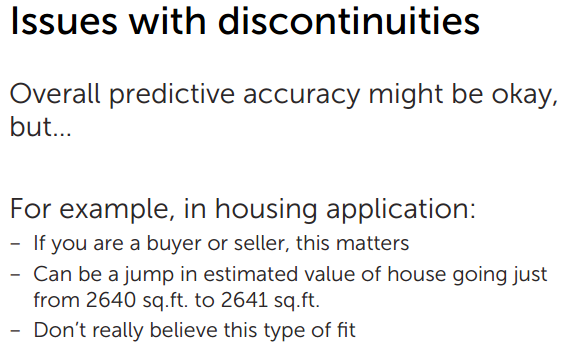 Issues with discontinuities
Overall predictive accuracy might be okay,
but...
For example, in housing application:
– If you are a buyer or seller, this matters
– Can be a jump in estimated value of house going just
from 2640 sq.ft. to 2641 sq.ft.
– Don’t really believe this type of fit